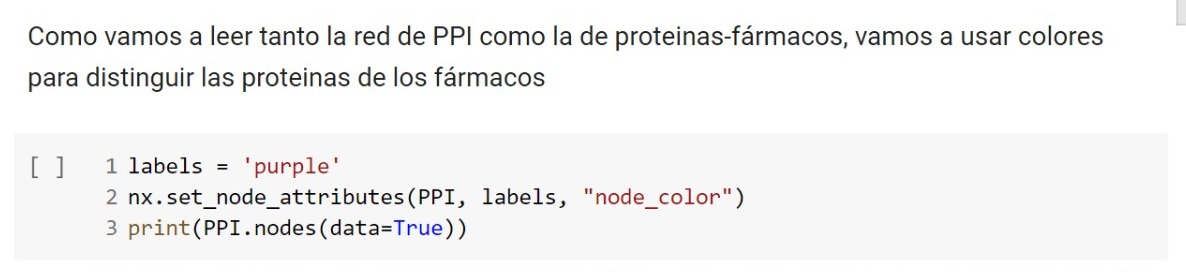 Como vamos a leer tanto la red de PPI como la de proteinas-fármacos, vamos a usar colores
para distinguir las proteinas de los fármacos
[ ] 1 labels = 'purple'
2 nx.set_node_attributes(PPI, labels, "node_color")
3 print(PPI.nodes(data=True))